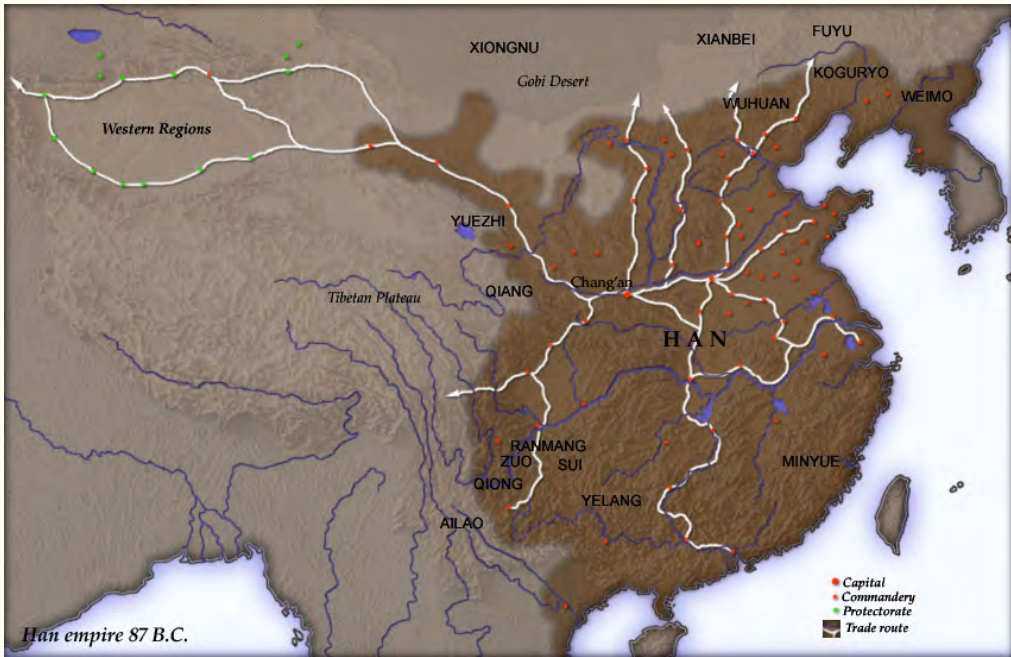 XIONGNU
XIANBEI
FUYU
Gobi Desert
KOGURYO
WEIMO
WUHUAN
Western Regions
YUEZHI
QIANG
Chang'an
Tibetan Plateau
HAN
RANMANG
ZUO
SUI
QIONG
MINYUE
YELANG
AILAO
Capital
Commandery
Protectorate
Trade route
Han empire 87 B.C.